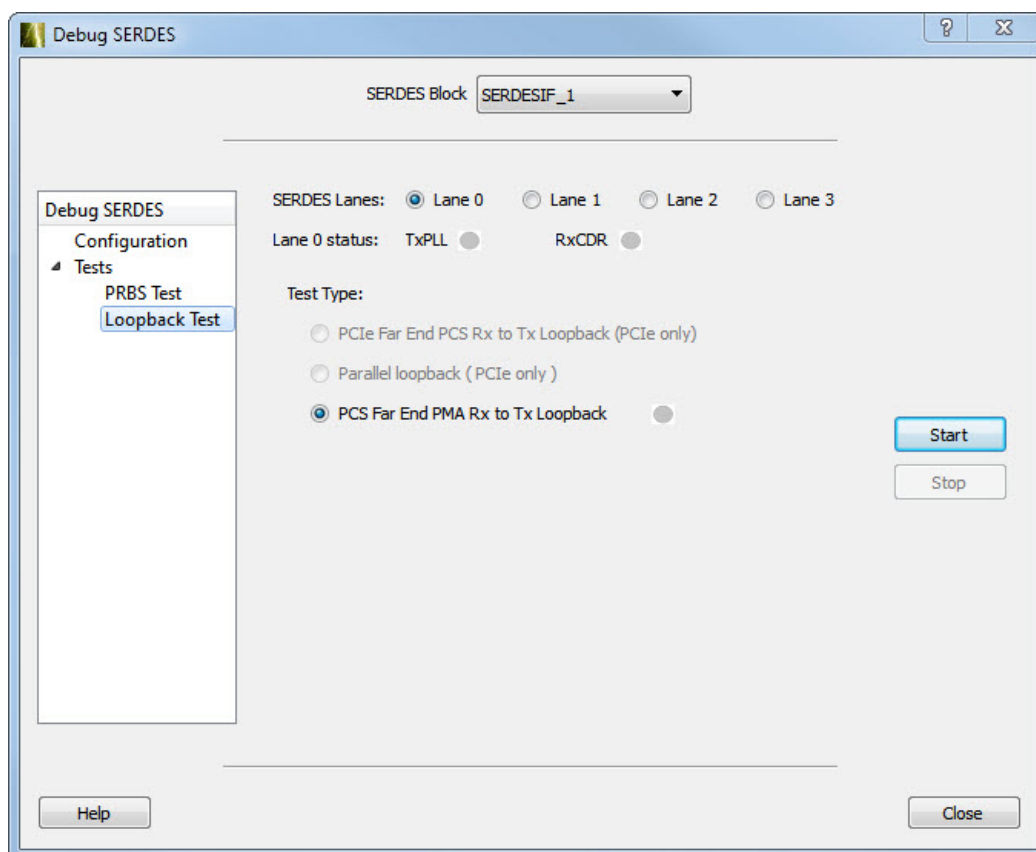 Debug SERDES
SERDES Block SERDESIF_1
Debug SERDES
Configuration
Tests
PRBS Test
Loopback Test
SERDES Lanes: Lane 0 Lane 1 Lane 2 Lane 3
Lane 0 status: TxPLL RxCDR
Test Type:
PCIe Far End PCS Rx to Tx Loopback (PCIe only)
Parallel loopback ( PCIe only )
PCS Far End PMA Rx to Tx Loopback
Start
Stop
Help
Close